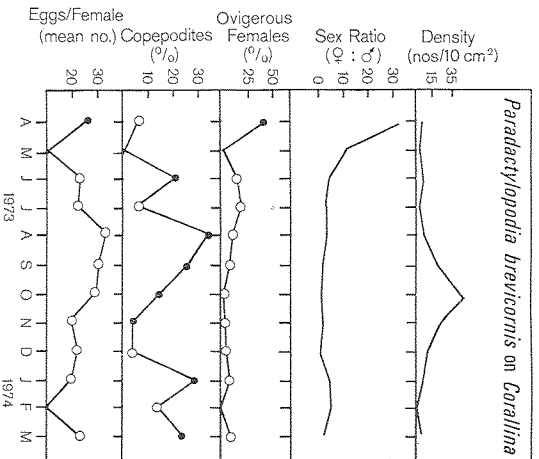 Eggs/Female
(mean no.)
Copepodites
(%)
Ovigerous
Females
(%)
Sex Ratio
(♀ : ♂)
Density
(nos/10 cm²)
20 30
10 20 30
25 50
0 10 20 30
15 35
A
M
J
J
A
S
O
N
D
J
F
M
1973
1974
Paradactylopodia brevicornis on Corallina